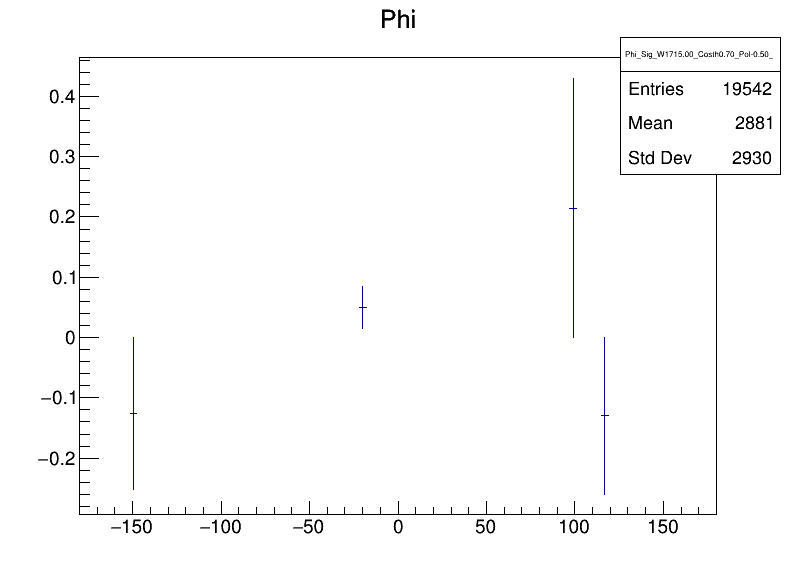 Phi
Phi_Sig_W1715.00_Costh0.70_Pol-0.50_
Entries 19542
Mean 2881
Std Dev 2930
0.4
0.3
0.2
0.1
0
−0.1
−0.2
−150 −100 −50 0 50 100 150